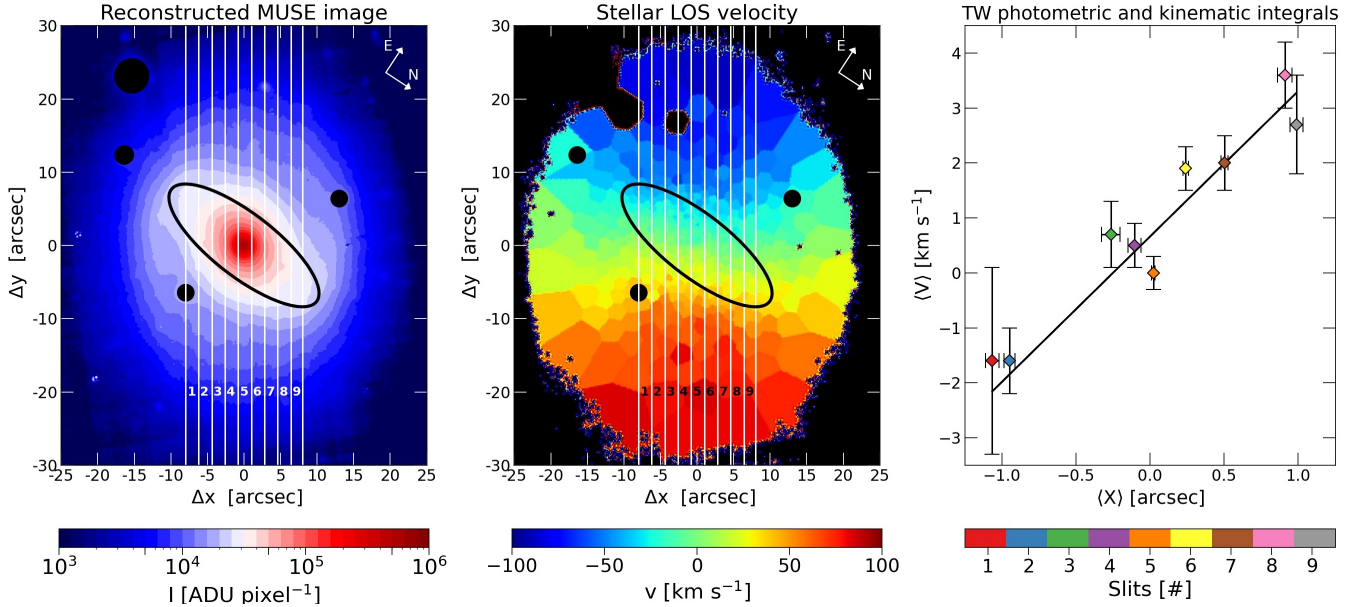 Reconstructed MUSE image
30
20
10
0
-10
-20
-30
E
N
1 2 3 4 5 6 7 8 9
-25 -20 -15 -10 -5 0 5 10 15 20 25
Δy [arcsec]
Δx [arcsec]
10³ 10⁴ 10⁵ 10⁶
I [ADU pixel⁻¹]
Stellar LOS velocity
30
20
10
0
-10
-20
-30
E
N
1 2 3 4 5 6 7 8 9
-25 -20 -15 -10 -5 0 5 10 15 20 25
Δy [arcsec]
Δx [arcsec]
−100 −50 0 50 100
v [km s⁻¹]
TW photometric and kinematic integrals
4
3
2
1
0
−1
−2
−3
−1.0 −0.5 0.0 0.5 1.0
⟨V⟩ [km s⁻¹]
⟨X⟩ [arcsec]
1 2 3 4 5 6 7 8 9
Slits [#]